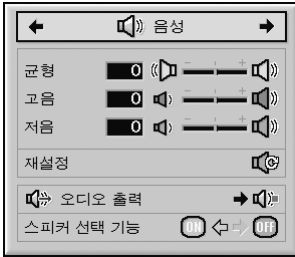 음성
균형 0 - +
고음 0 - +
저음 0 - +
재설정
오디오 출력
스피커 선택 기능 ON OFF